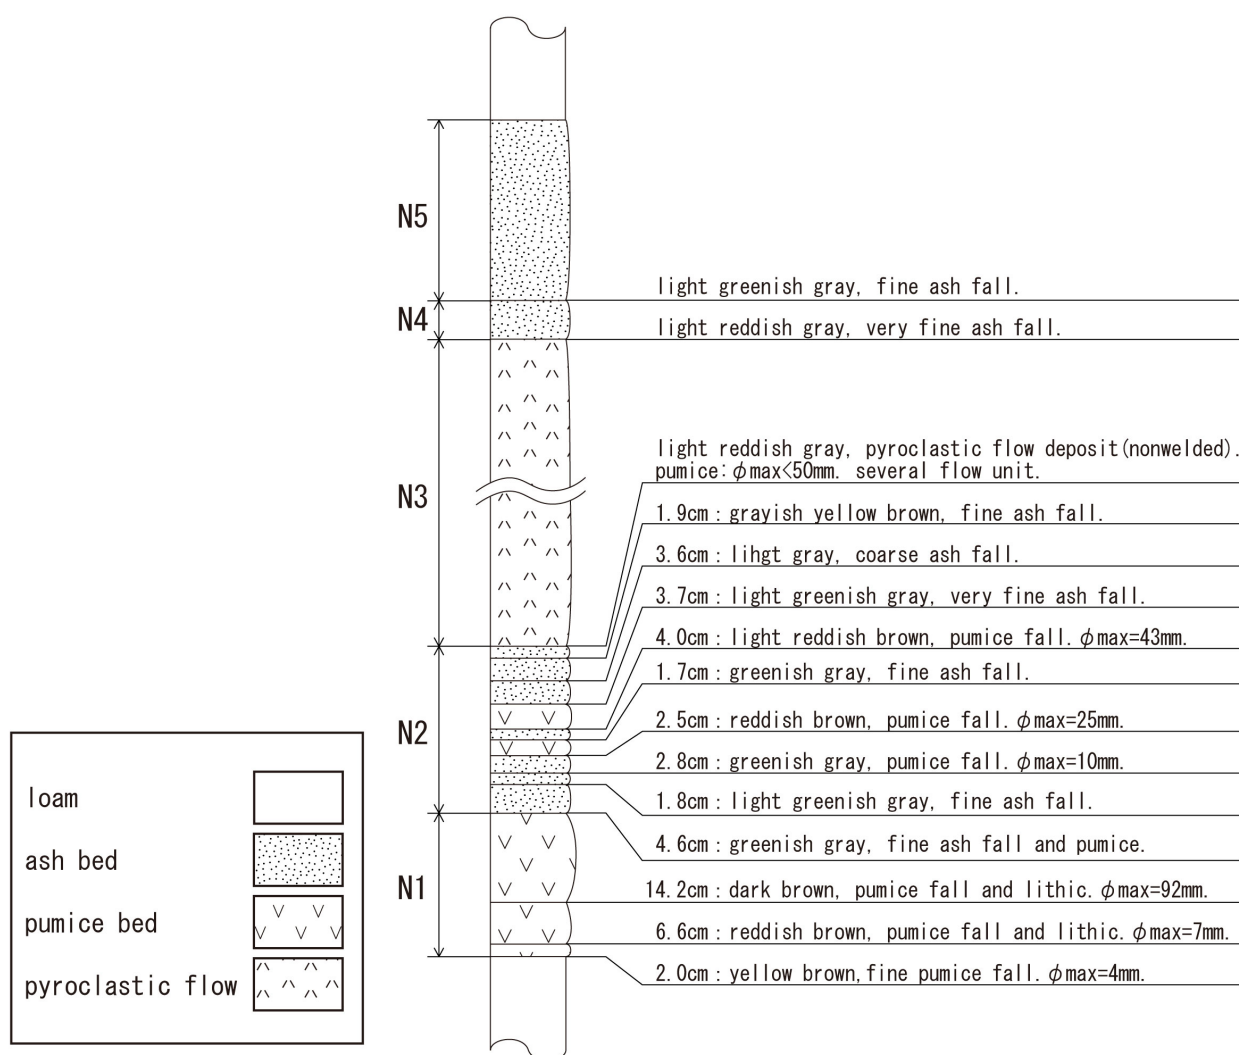 N5
light greenish gray, fine ash fall.
N4
light reddish gray, very fine ash fall.
N3
light reddish gray, pyroclastic flow deposit(nonwelded).
pumice:φmax<50mm. several flow unit.
1.9cm:grayish yellow brown, fine ash fall.
3.6cm:lihgt gray, coarse ash fall.
3.7cm:light greenish gray, very fine ash fall.
4.0cm:light reddish brown, pumice fall. φmax=43mm.
1.7cm:greenish gray, fine ash fall.
N2
2.5cm:reddish brown, pumice fall. φmax=25mm.
2.8cm:greenish gray, pumice fall. φmax=10mm.
1.8cm:light greenish gray, fine ash fall.
4.6cm:greenish gray, fine ash fall and pumice.
N1
14.2cm:dark brown, pumice fall and lithic. φmax=92mm.
6.6cm:reddish brown, pumice fall and lithic. φmax=7mm.
2.0cm:yellow brown,fine pumice fall. φmax=4mm.
loam
ash bed
pumice bed
pyroclastic flow